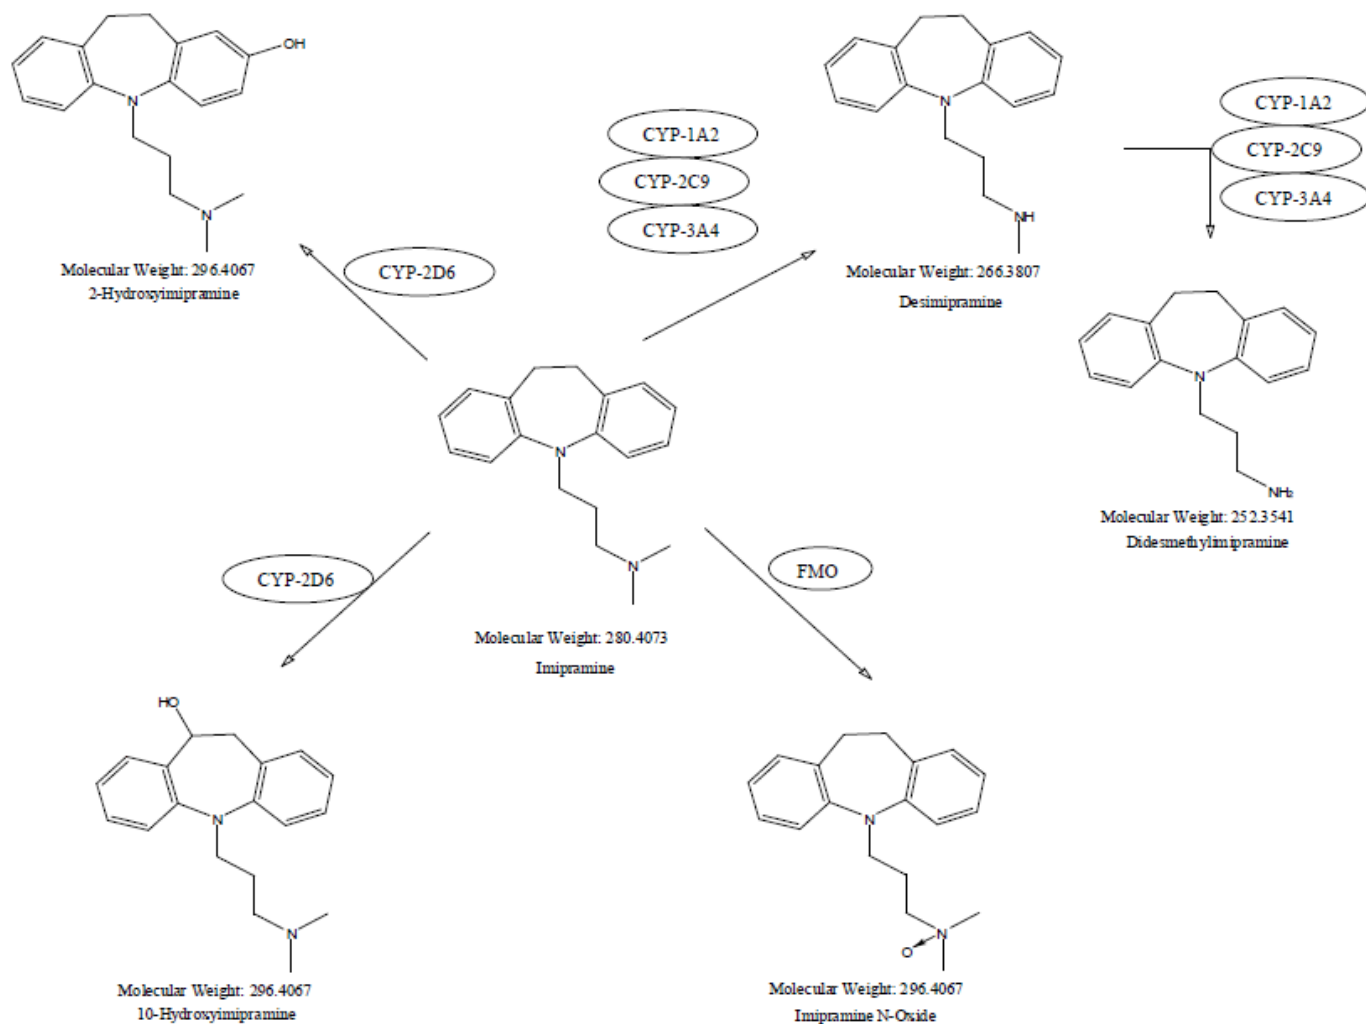 OH
N
N
Molecular Weight: 296.4067
2-Hydroxyimipramine
CYP-2D6
CYP-1A2
CYP-2C9
CYP-3A4
N
NH
Molecular Weight: 266.3807
Desimipramine
CYP-1A2
CYP-2C9
CYP-3A4
N
NH2
Molecular Weight: 252.3541
Didesmethylimipramine
N
N
Molecular Weight: 280.4073
Imipramine
CYP-2D6
FMO
HO
N
N
Molecular Weight: 296.4067
10-Hydroxyimipramine
N
N
O
Molecular Weight: 296.4067
Imipramine N-Oxide